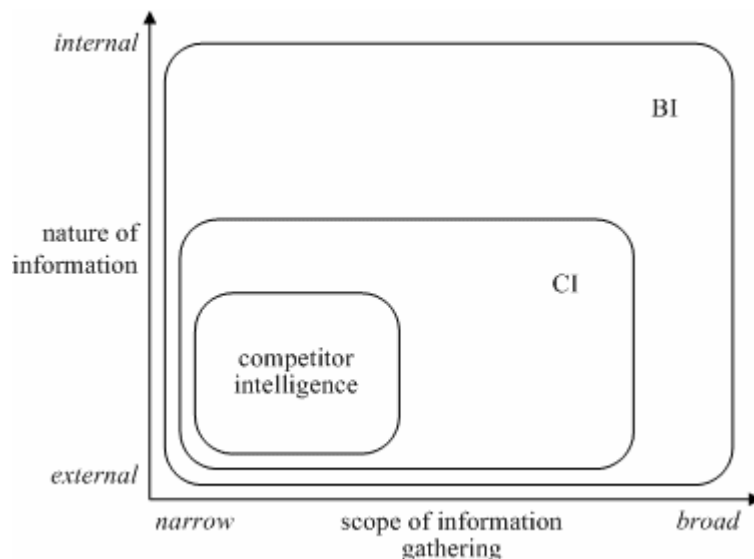 internal
BI
nature of
information
CI
competitor
intelligence
external
narrow
scope of information
gathering
broad